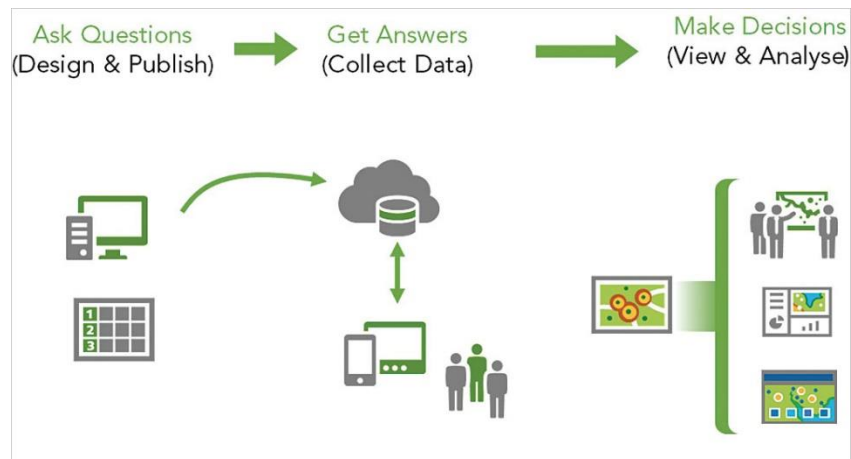 Ask Questions
(Design & Publish)
Get Answers
(Collect Data)
Make Decisions
(View & Analyse)
1
2
3